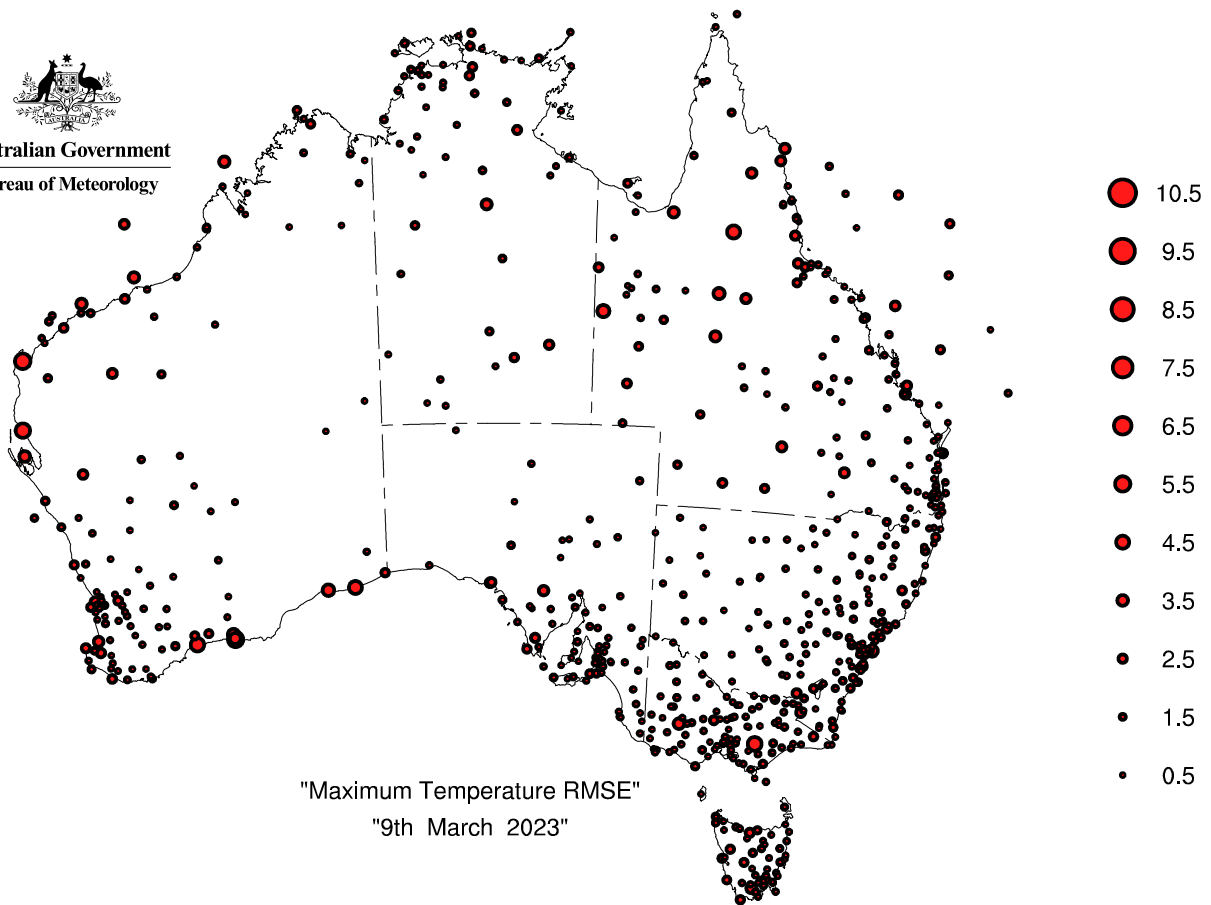 AUSTRALIA
tralian Government
reau of Meteorology
10.5
9.5
8.5
7.5
6.5
5.5
4.5
3.5
2.5
1.5
0.5
"Maximum Temperature RMSE"
"9th March 2023"